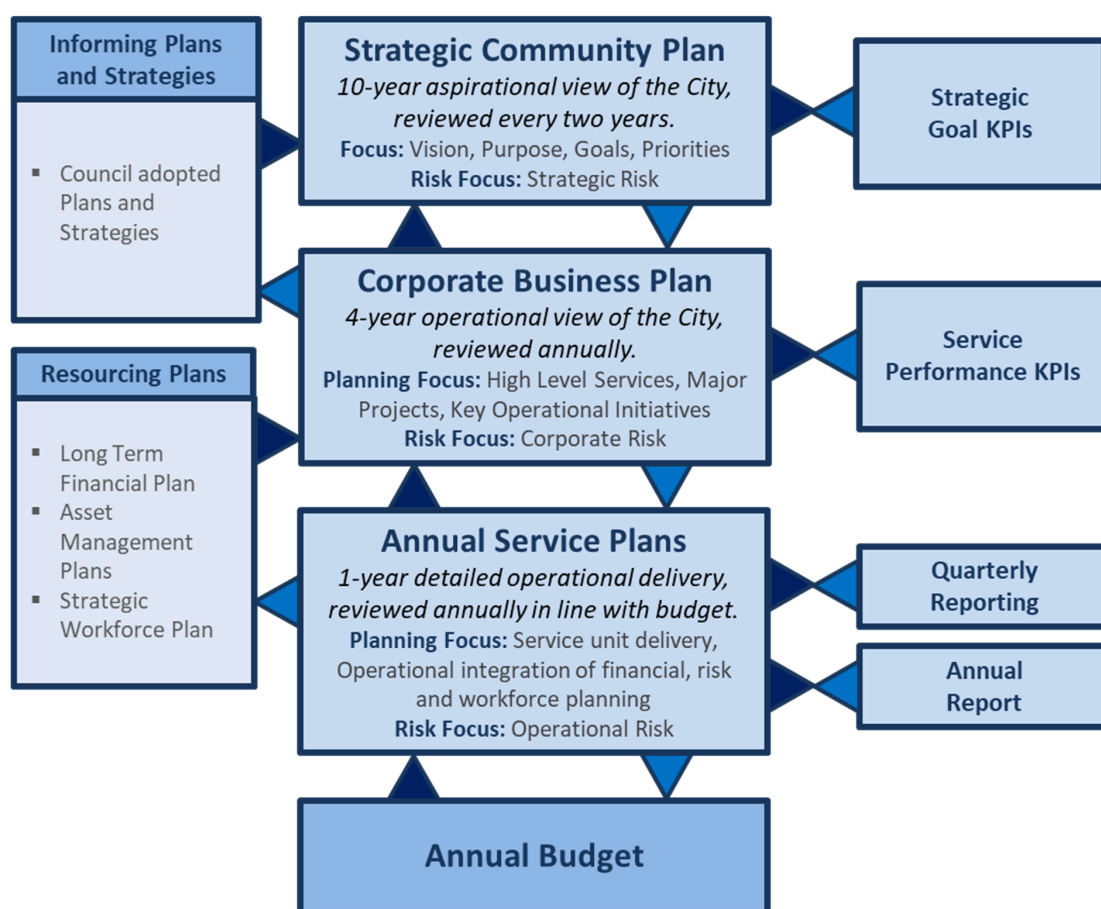 Informing Plans
and Strategies
▪ Council adopted
Plans and
Strategies
Resourcing Plans
▪ Long Term
Financial Plan
▪ Asset
Management
Plans
▪ Strategic
Workforce Plan
Strategic Community Plan
10-year aspirational view of the City,
reviewed every two years.
Focus: Vision, Purpose, Goals, Priorities
Risk Focus: Strategic Risk
Corporate Business Plan
4-year operational view of the City,
reviewed annually.
Planning Focus: High Level Services, Major
Projects, Key Operational Initiatives
Risk Focus: Corporate Risk
Annual Service Plans
1-year detailed operational delivery,
reviewed annually in line with budget.
Planning Focus: Service unit delivery,
Operational integration of financial, risk
and workforce planning
Risk Focus: Operational Risk
Annual Budget
Strategic
Goal KPIs
Service
Performance KPIs
Quarterly
Reporting
Annual
Report